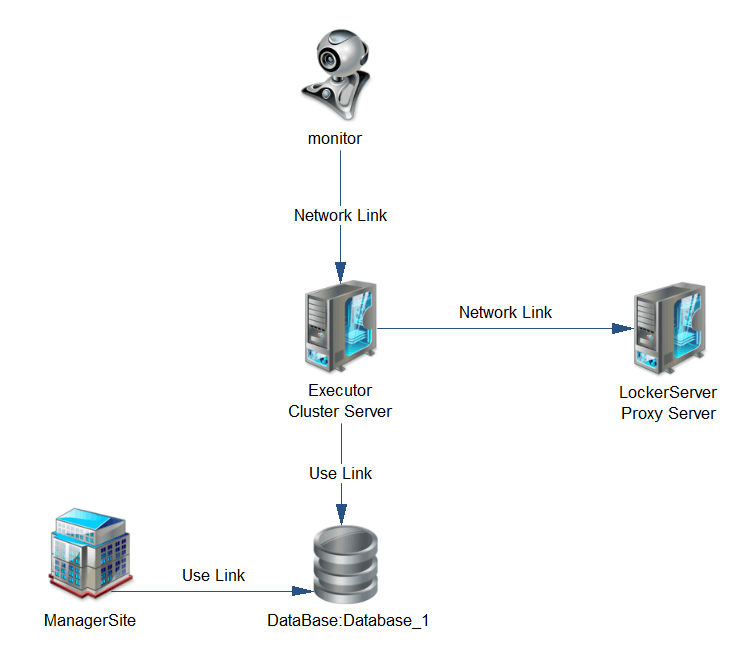 monitor
Network Link
Network Link
Executor
Cluster Server
LockerServer
Proxy Server
Use Link
Use Link
ManagerSite
DataBase:Database_1